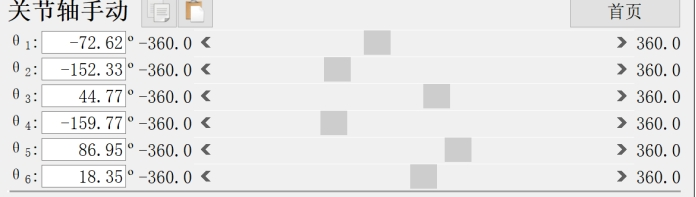 关节轴手动 首页
θ1: -72.62 ° -360.0 < > 360.0
θ2: -152.33 ° -360.0 < > 360.0
θ3: 44.77 ° -360.0 < > 360.0
θ4: -159.77 ° -360.0 < > 360.0
θ5: 86.95 ° -360.0 < > 360.0
θ6: 18.35 ° -360.0 < > 360.0